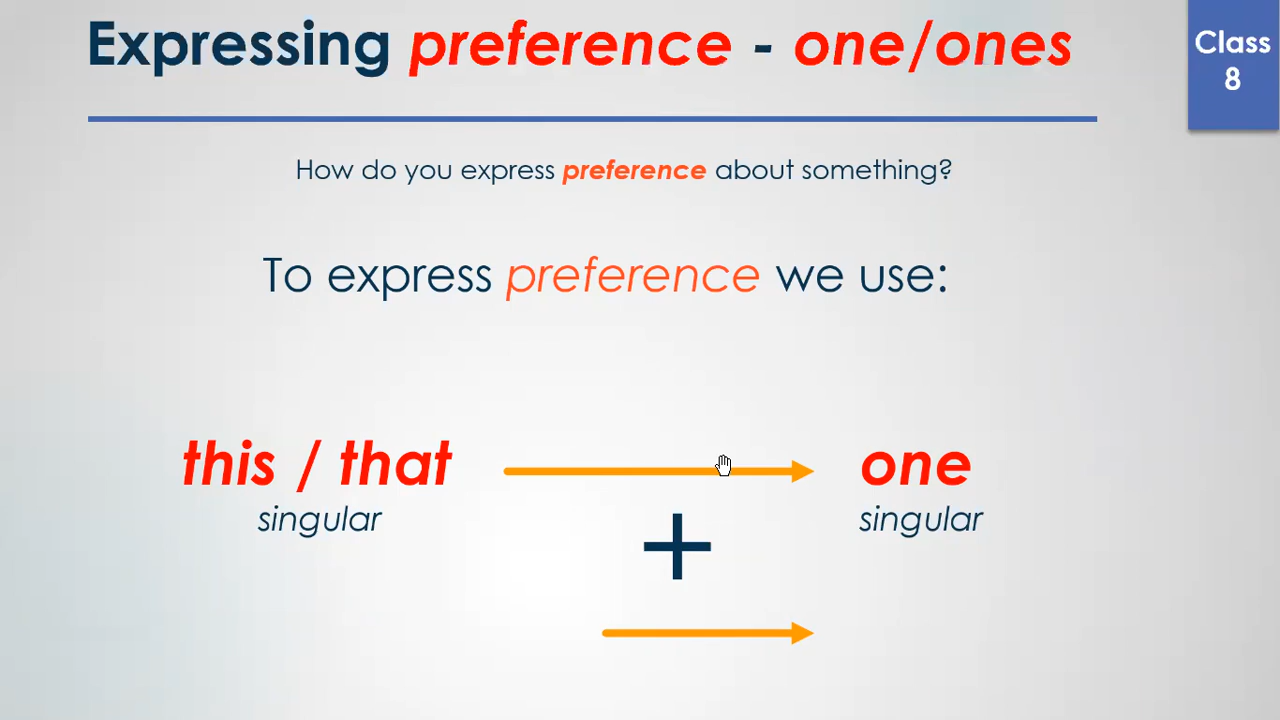 Expressing preference - one/ones
Class
8
How do you express preference about something?
To express preference we use:
this / that
one
singular
singular
+